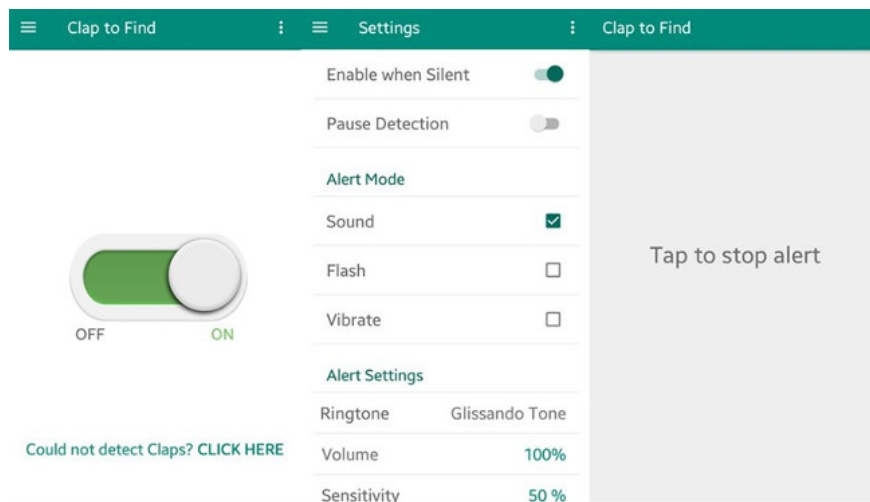 Clap to Find
OFF
ON
Could not detect Claps? CLICK HERE
Settings
Enable when Silent
Pause Detection
Alert Mode
Sound
Flash
Vibrate
Alert Settings
Ringtone Glissando Tone
Volume 100%
Sensitivity 50 %
Clap to Find
Tap to stop alert